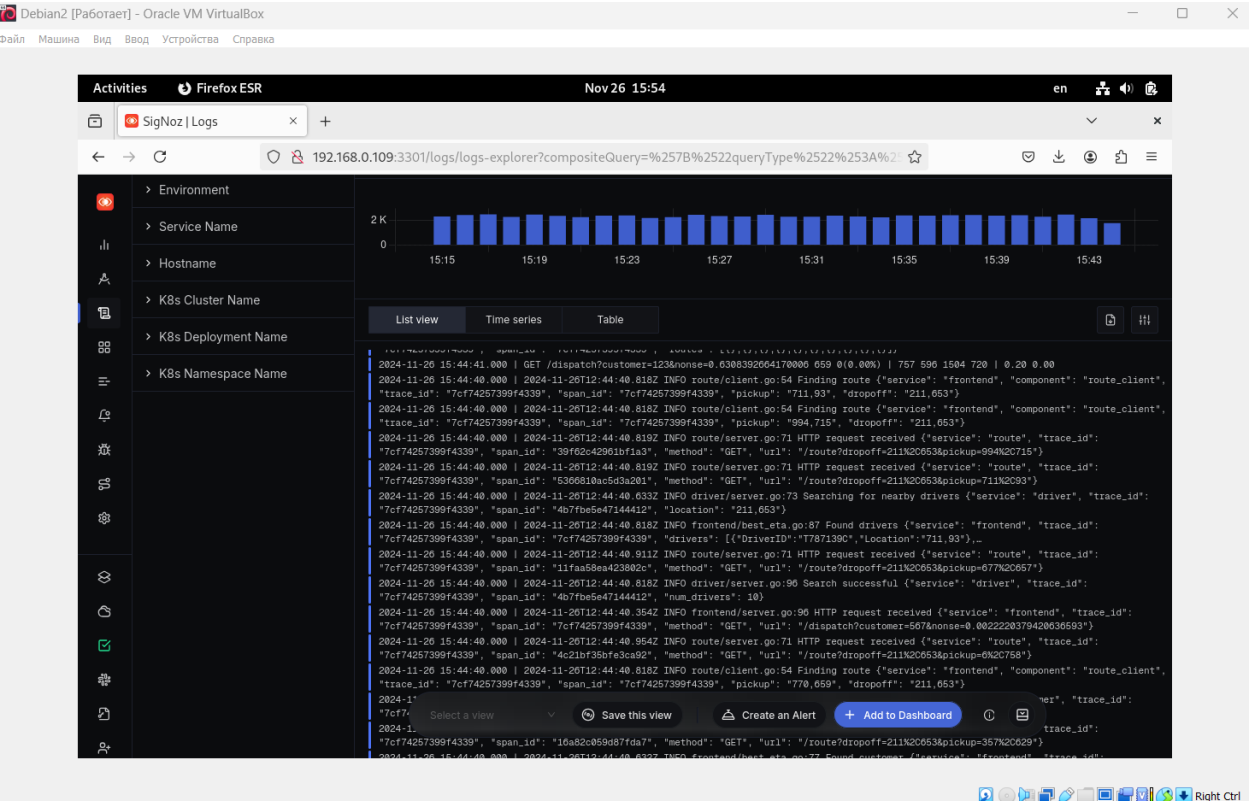 Debian2 [Работает] - Oracle VM VirtualBox
Файл Машина Вид Ввод Устройства Справка
Activities Firefox ESR Nov 26 15:54 en
SigNoz | Logs
192.168.0.109:3301/logs/logs-explorer?compositeQuery=%257B%2522queryType%2522%253A%25
Environment
Service Name
Hostname
K8s Cluster Name
K8s Deployment Name
K8s Namespace Name
2 K
0
15:15 15:19 15:23 15:27 15:31 15:35 15:39 15:43
List view Time series Table
2024-11-26 15:44:41.000 | GET /dispatch?customer=123&nonse=0.6308392664170006 659 0(0.00%) | 757 596 1504 720 | 0.20 0.00
2024-11-26 15:44:40.000 | 2024-11-26T12:44:40.818Z INFO route/client.go:54 Finding route {"service": "frontend", "component": "route_client",
"trace_id": "7cf74257399f4339", "span_id": "7cf74257399f4339", "pickup": "711,93", "dropoff": "211,653"}
2024-11-26 15:44:40.000 | 2024-11-26T12:44:40.818Z INFO route/client.go:54 Finding route {"service": "frontend", "component": "route_client",
"trace_id": "7cf74257399f4339", "span_id": "7cf74257399f4339", "pickup": "994,715", "dropoff": "211,653"}
2024-11-26 15:44:40.000 | 2024-11-26T12:44:40.819Z INFO route/server.go:71 HTTP request received {"service": "route", "trace_id":
"7cf74257399f4339", "span_id": "39f62c42961bf1a3", "method": "GET", "url": "/route?dropoff=211%2C653&pickup=994%2C715"}
2024-11-26 15:44:40.000 | 2024-11-26T12:44:40.819Z INFO route/server.go:71 HTTP request received {"service": "route", "trace_id":
"7cf74257399f4339", "span_id": "5366810ac5d3a201", "method": "GET", "url": "/route?dropoff=211%2C653&pickup=711%2C93"}
2024-11-26 15:44:40.000 | 2024-11-26T12:44:40.633Z INFO driver/server.go:73 Searching for nearby drivers {"service": "driver", "trace_id":
"7cf74257399f4339", "span_id": "4b7fbe5e47144412", "location": "211,653"}
2024-11-26 15:44:40.000 | 2024-11-26T12:44:40.818Z INFO frontend/best_eta.go:87 Found drivers {"service": "frontend", "trace_id":
"7cf74257399f4339", "span_id": "7cf74257399f4339", "drivers": [{"DriverID":"T787139C","Location":"711,93"},…
2024-11-26 15:44:40.000 | 2024-11-26T12:44:40.911Z INFO route/server.go:71 HTTP request received {"service": "route", "trace_id":
"7cf74257399f4339", "span_id": "11faa58ea423802c", "method": "GET", "url": "/route?dropoff=211%2C653&pickup=677%2C657"}
2024-11-26 15:44:40.000 | 2024-11-26T12:44:40.818Z INFO driver/server.go:96 Search successful {"service": "driver", "trace_id":
"7cf74257399f4339", "span_id": "4b7fbe5e47144412", "num_drivers": 10}
2024-11-26 15:44:40.000 | 2024-11-26T12:44:40.354Z INFO frontend/server.go:96 HTTP request received {"service": "frontend", "trace_id":
"7cf74257399f4339", "span_id": "7cf74257399f4339", "method": "GET", "url": "/dispatch?customer=567&nonse=0.0022220379420636593"}
2024-11-26 15:44:40.000 | 2024-11-26T12:44:40.954Z INFO route/server.go:71 HTTP request received {"service": "route", "trace_id":
"7cf74257399f4339", "span_id": "4c21bf35bfe3ca92", "method": "GET", "url": "/route?dropoff=211%2C653&pickup=6%2C758"}
2024-11-26 15:44:40.000 | 2024-11-26T12:44:40.818Z INFO route/client.go:54 Finding route {"service": "frontend", "component": "route_client",
"trace_id": "7cf74257399f4339", "span_id": "7cf74257399f4339", "pickup": "770,659", "dropoff": "211,653"}
Select a view Save this view Create an Alert Add to Dashboard
"7cf74257399f4339", "span_id": "16a82c059d87fda7", "method": "GET", "url": "/route?dropoff=211%2C653&pickup=357%2C629"}
2024-11-26 15:44:40.000 | 2024-11-26T12:44:40.632Z INFO frontend/best_eta.go:77 Found customer {"service": "frontend", "trace_id":
Right Ctrl